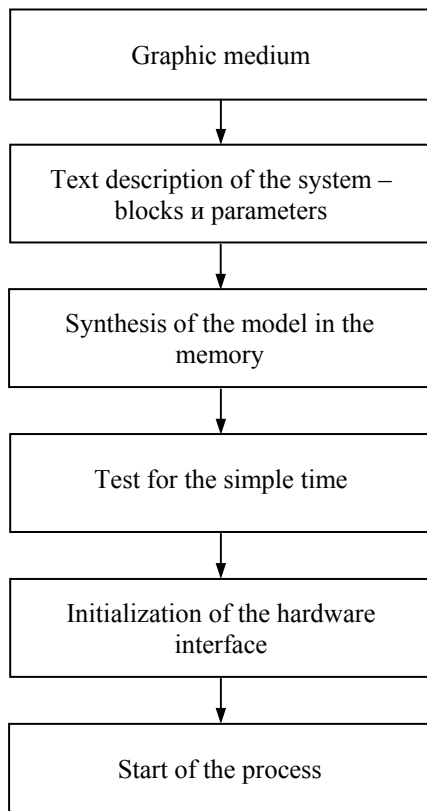 Graphic medium
Text description of the system –
blocks и parameters
Synthesis of the model in the
memory
Test for the simple time
Initialization of the hardware
interface
Start of the process